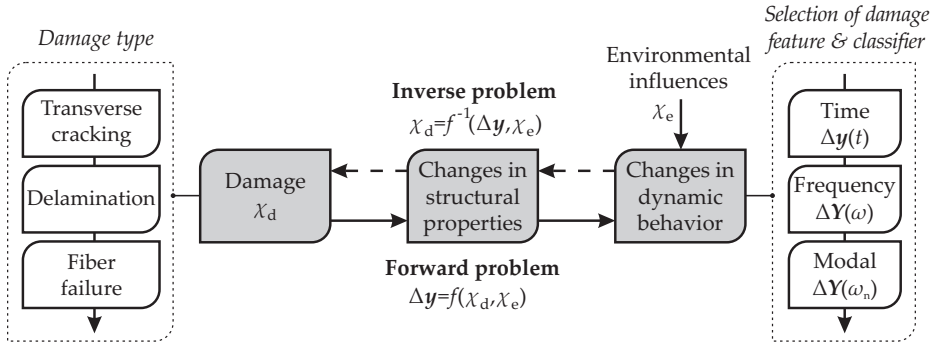 Damage type
Transverse
cracking
Delamination
Fiber
failure
Damage
χd
Inverse problem
χd=f⁻¹(Δy,χe)
Changes in
structural
properties
Forward problem
Δy=f(χd,χe)
Environmental
influences
χe
Changes in
dynamic
behavior
Selection of damage
feature & classifier
Time
Δy(t)
Frequency
ΔY(ω)
Modal
ΔY(ωn)